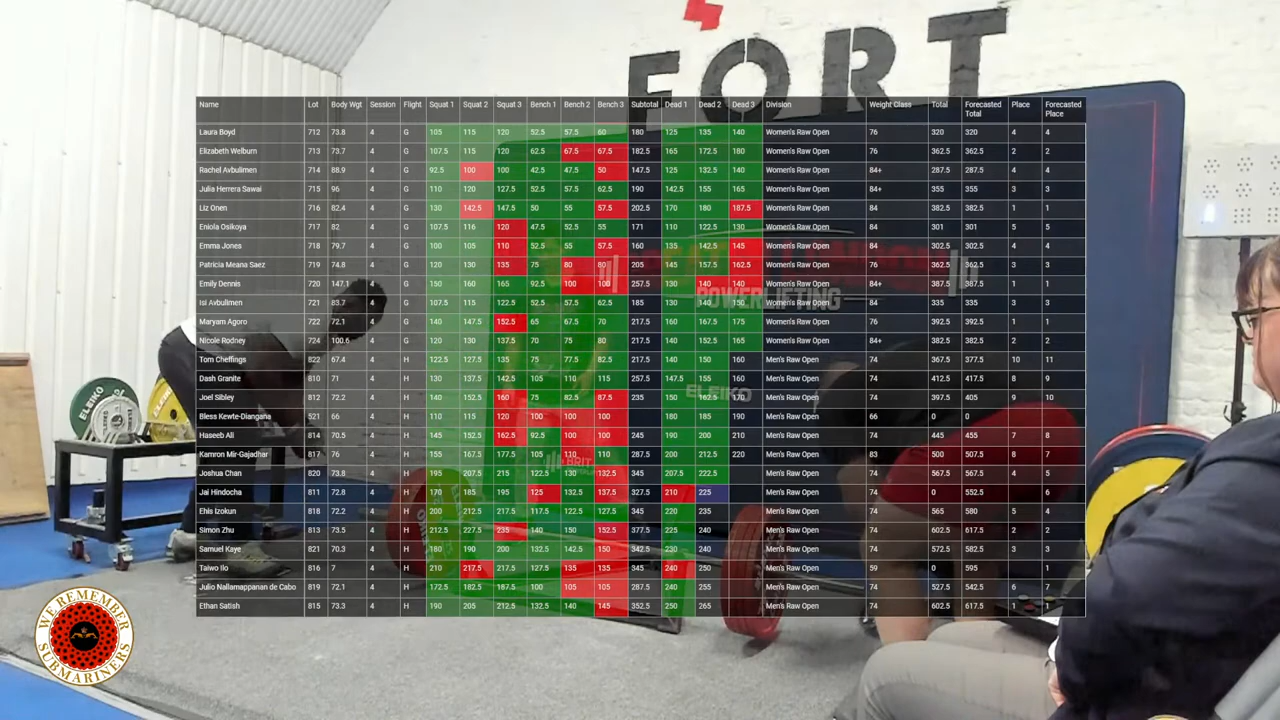 FORT
Name Lot Body Wgt Session Flight Squat 1 Squat 2 Squat 3 Bench 1 Bench 2 Bench 3 Subtotal Dead 1 Dead 2 Dead 3 Division Weight Class Total Forecasted Total Place Forecasted Place
Laura Boyd 712 73.8 4 G 105 115 120 52.5 57.5 60 180 125 135 140 Women's Raw Open 76 320 320 4 4
Elizabeth Welburn 713 73.7 4 G 107.5 115 120 62.5 67.5 67.5 182.5 165 172.5 180 Women's Raw Open 76 362.5 362.5 2 2
Rachel Avbulimen 714 88.9 4 G 92.5 100 100 42.5 47.5 50 147.5 125 132.5 140 Women's Raw Open 84+ 287.5 287.5 4 4
Julia Herrera Sawai 715 96 4 G 110 120 127.5 52.5 57.5 62.5 190 142.5 155 165 Women's Raw Open 84+ 355 355 3 3
Liz Onen 716 82.4 4 G 130 142.5 147.5 50 55 57.5 202.5 170 180 187.5 Women's Raw Open 84 382.5 382.5 1 1
Eniola Osikoya 717 82 4 G 107.5 116 120 47.5 52.5 55 171 110 122.5 130 Women's Raw Open 84 301 301 5 5
Emma Jones 718 79.7 4 G 100 105 110 52.5 55 57.5 160 135 142.5 145 Women's Raw Open 84 302.5 302.5 4 4
Patricia Meana Saez 719 74.8 4 G 120 130 135 75 80 80 205 145 157.5 162.5 Women's Raw Open 76 362.5 362.5 3 3
Emily Dennis 720 147.1 4 G 150 160 165 92.5 100 100 257.5 130 140 140 Women's Raw Open 84+ 387.5 387.5 1 1
Isi Avbulimen 721 83.7 4 G 107.5 115 122.5 52.5 57.5 62.5 185 130 140 150 Women's Raw Open 84 335 335 3 3
Maryam Agoro 722 72.1 4 G 140 147.5 152.5 65 67.5 70 217.5 160 167.5 175 Women's Raw Open 76 392.5 392.5 1 1
Nicole Rodney 724 100.6 4 G 120 130 137.5 70 75 80 217.5 140 152.5 165 Women's Raw Open 84+ 382.5 382.5 2 2
Tom Cheffings 822 67.4 4 H 122.5 127.5 135 75 77.5 82.5 217.5 140 150 160 Men's Raw Open 74 367.5 377.5 10 11
Dash Granite 810 71 4 H 130 137.5 142.5 105 110 115 257.5 147.5 155 160 Men's Raw Open 74 412.5 417.5 8 9
Joel Sibley 812 72.2 4 H 140 152.5 160 75 82.5 87.5 235 150 162.5 170 Men's Raw Open 74 397.5 405 9 10
Bless Kewte-Diangana 521 66 4 H 110 115 120 100 100 100 180 185 190 Men's Raw Open 66 0 0
Haseeb Ali 814 70.5 4 H 145 152.5 162.5 92.5 100 100 245 190 200 210 Men's Raw Open 74 445 455 7 8
Kamron Mir-Gajadhar 817 76 4 H 155 167.5 177.5 105 110 110 287.5 200 212.5 220 Men's Raw Open 83 500 507.5 8 7
Joshua Chan 820 73.8 4 H 195 207.5 215 122.5 130 132.5 345 207.5 222.5 Men's Raw Open 74 567.5 567.5 4 5
Jai Hindocha 811 72.8 4 H 170 185 195 125 132.5 137.5 327.5 210 225 Men's Raw Open 74 0 552.5 6
Ehis Izokun 818 72.2 4 H 200 212.5 217.5 117.5 122.5 127.5 345 220 235 Men's Raw Open 74 565 580 5 4
Simon Zhu 813 73.5 4 H 212.5 227.5 235 140 150 152.5 377.5 225 240 Men's Raw Open 74 602.5 617.5 2 2
Samuel Kaye 821 70.3 4 H 180 190 200 132.5 142.5 150 342.5 230 240 Men's Raw Open 74 572.5 582.5 3 3
Taiwo Ilo 816 7 4 H 210 217.5 217.5 127.5 135 135 345 240 250 Men's Raw Open 59 0 595 1
Julio Nallamappanan de Cabo 819 72.1 4 H 172.5 182.5 187.5 100 105 105 287.5 240 255 Men's Raw Open 74 527.5 542.5 6 7
Ethan Satish 815 73.3 4 H 190 205 212.5 132.5 140 145 352.5 250 265 Men's Raw Open 74 602.5 617.5 1 1
POWERLIFTING
ELEIKO
ELEIKO
WE REMEMBER
SUBMARINERS